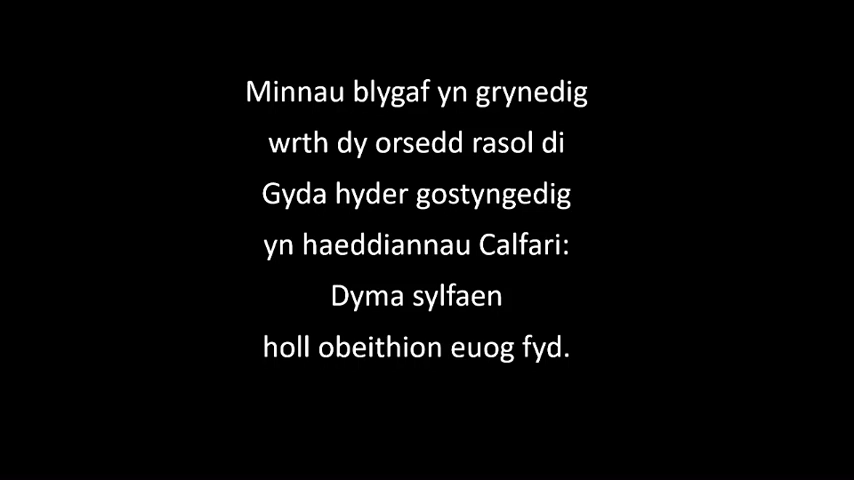 Minnau blygaf yn grynedig
wrth dy orsedd rasol di
Gyda hyder gostyngedig
yn haeddiannau Calfari:
Dyma sylfaen
holl obeithion euog fyd.